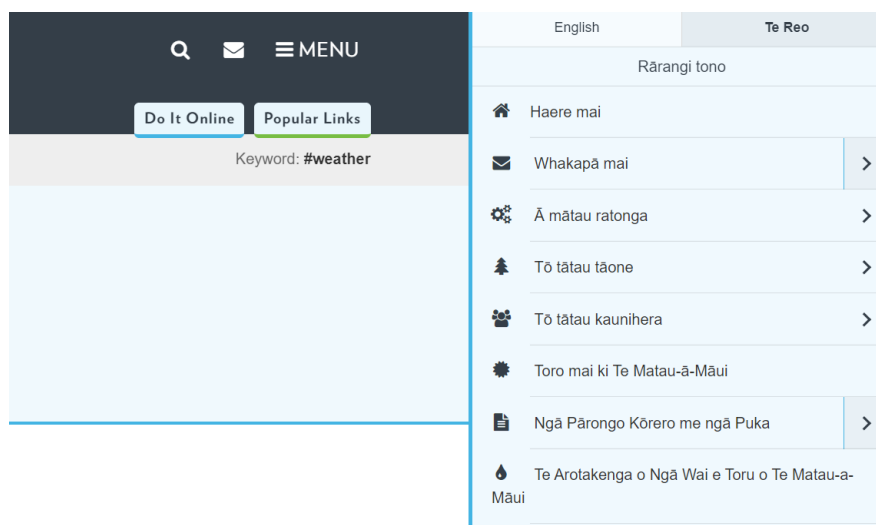 MENU
Do It Online Popular Links
Keyword: #weather
English Te Reo
Rārangi tono
Haere mai
Whakapā mai
Ā mātau ratonga
Tō tātau tāone
Tō tātau kaunihera
Toro mai ki Te Matau-ā-Māui
Ngā Pārongo Kōrero me ngā Puka
Te Arotakenga o Ngā Wai e Toru o Te Matau-a-
Māui